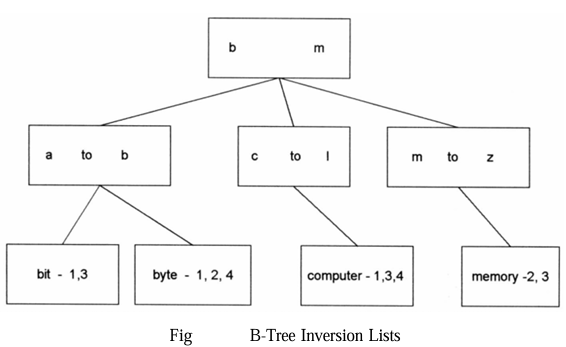 b m
a to b
c to l
m to z
bit - 1,3
byte - 1, 2, 4
computer - 1,3,4
memory -2, 3
Fig B-Tree Inversion Lists